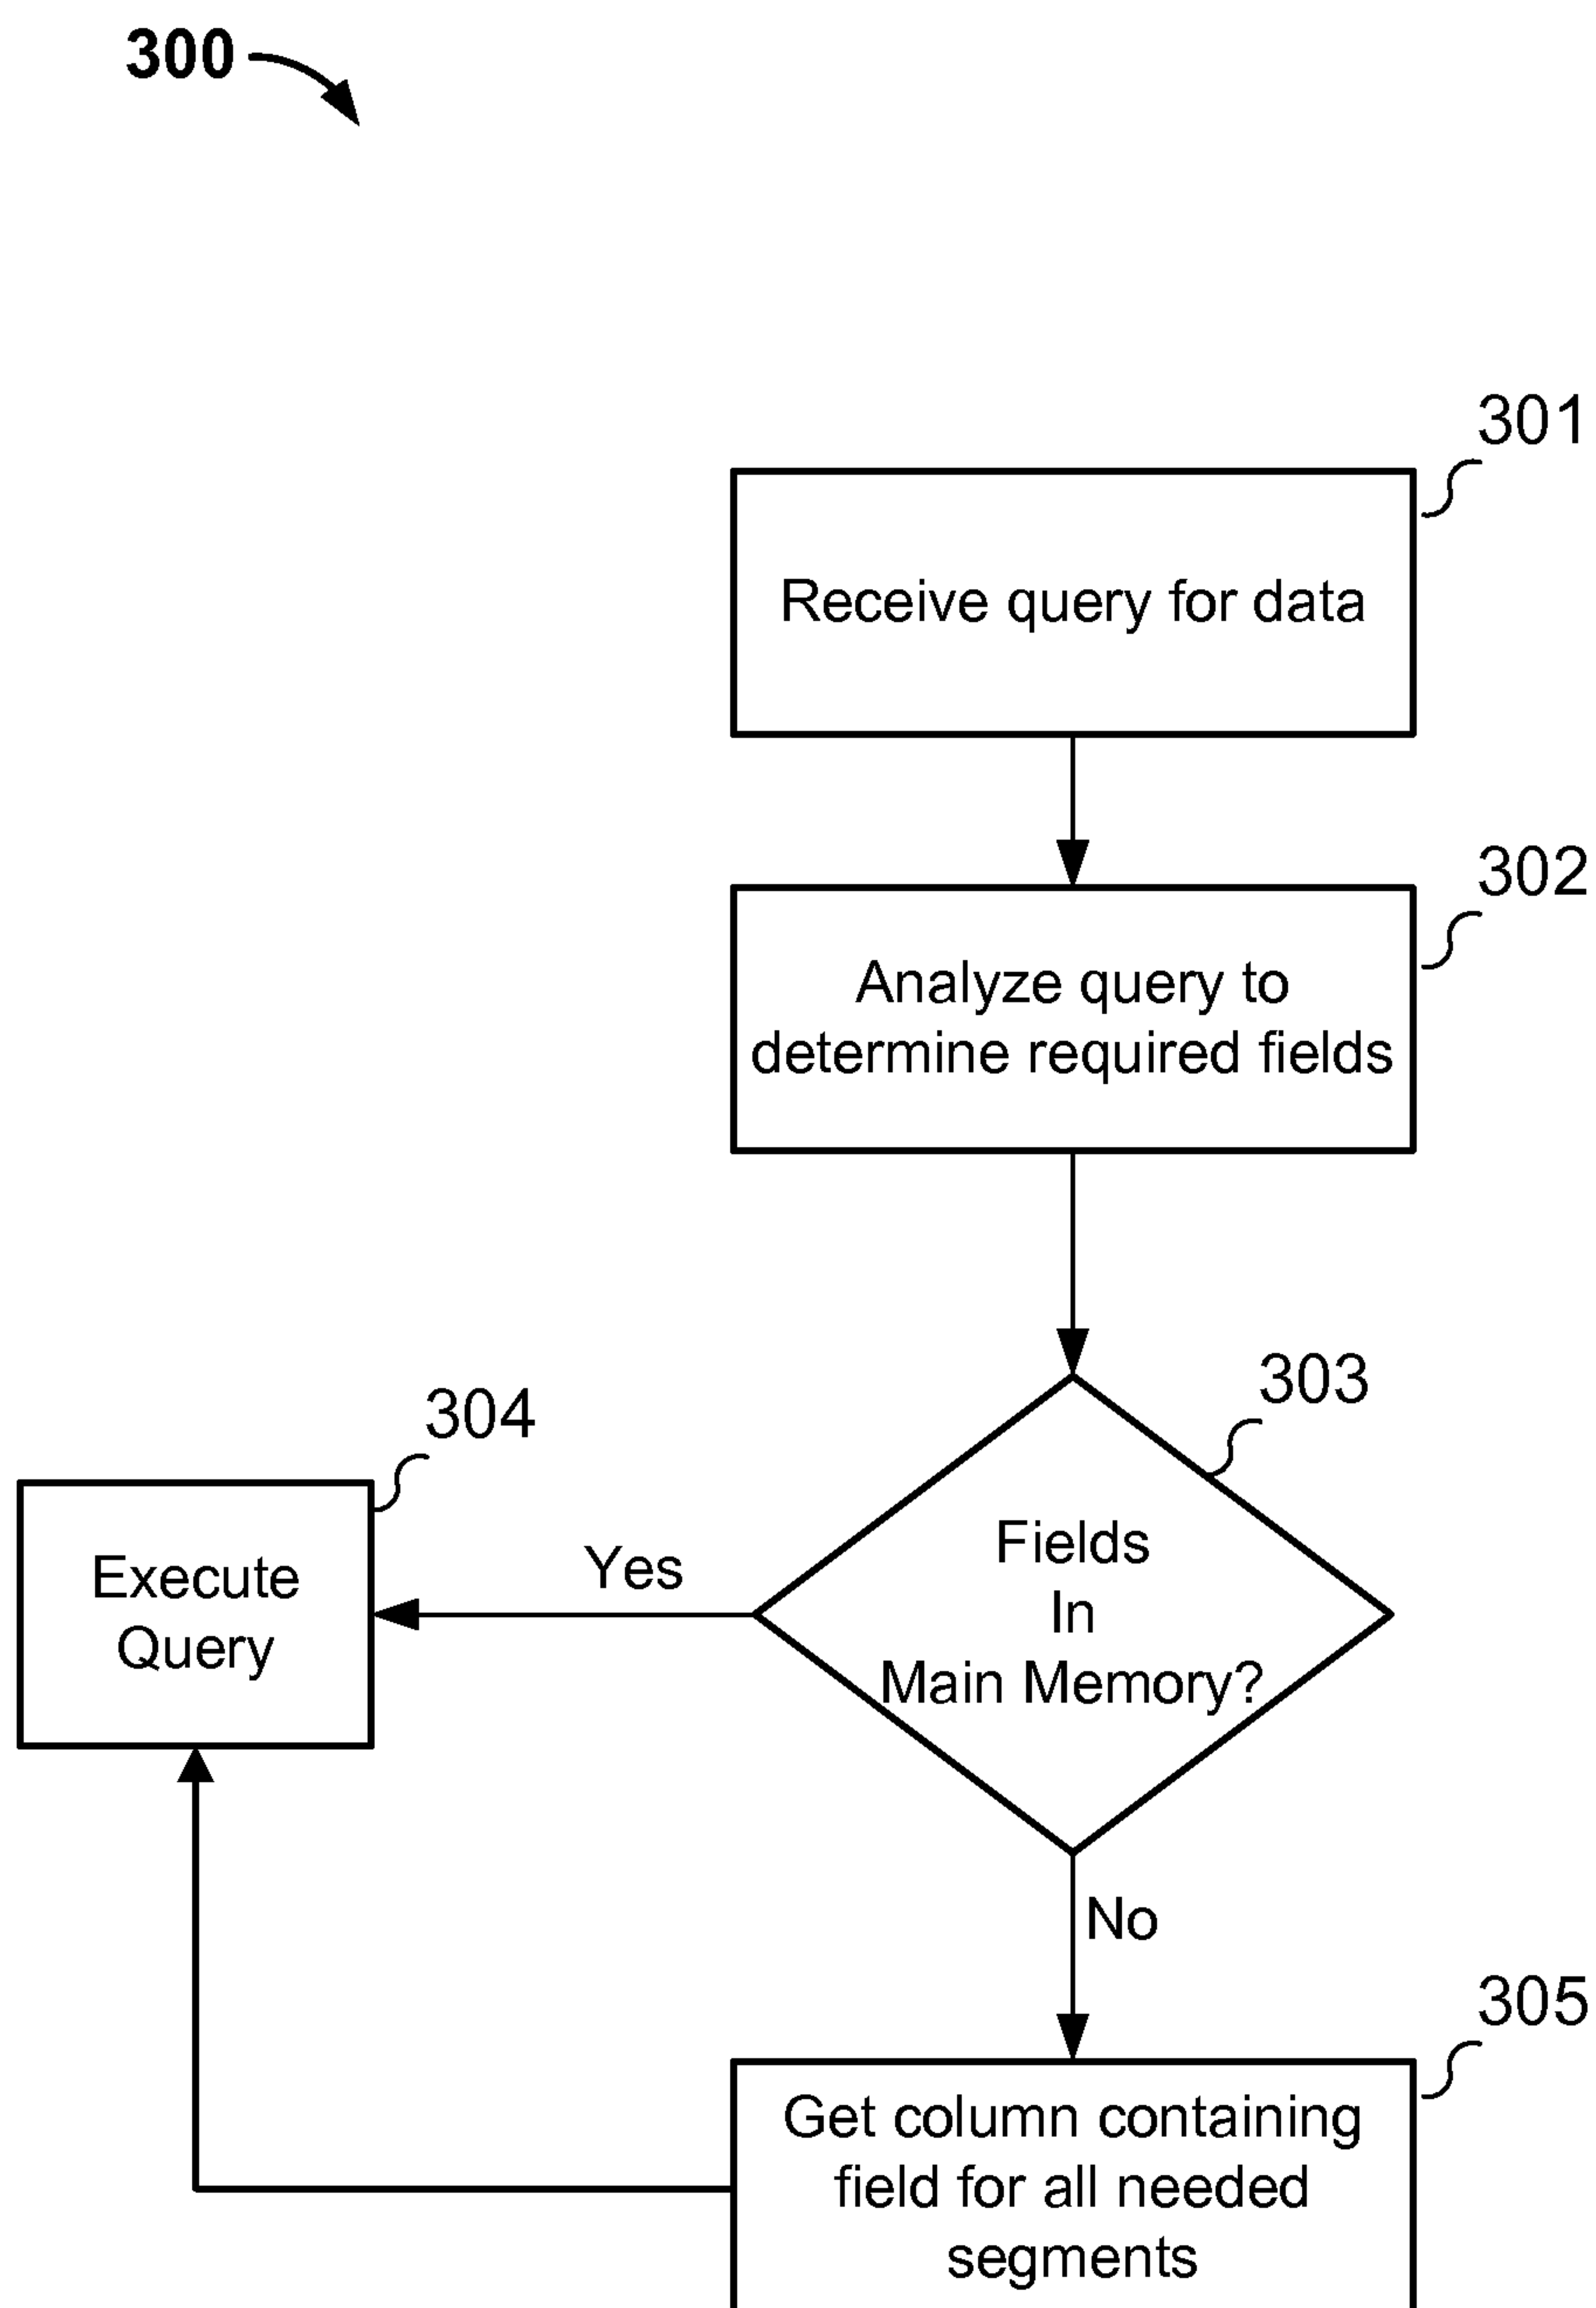 300
301
Receive query for data
302
Analyze query to
determine required fields
303
304
Fields
In
Main Memory?
Yes
Execute
Query
No
305
Get column containing
field for all needed
segments